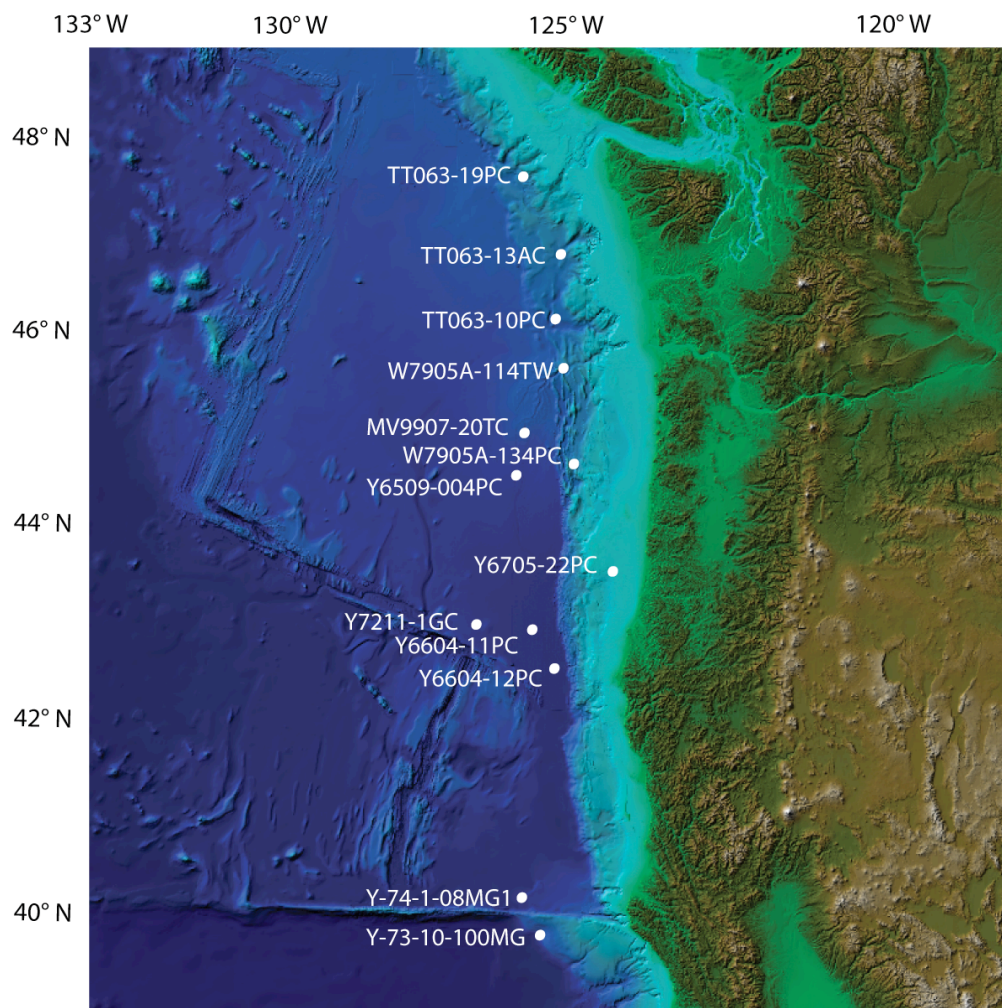 133° W
130° W
125° W
120° W
48° N
TT063-19PC
TT063-13AC
46° N
TT063-10PC
W7905A-114TW
MV9907-20TC
W7905A-134PC
Y6509-004PC
44° N
Y6705-22PC
Y7211-1GC
Y6604-11PC
Y6604-12PC
42° N
Y-74-1-08MG1
40° N
Y-73-10-100MG